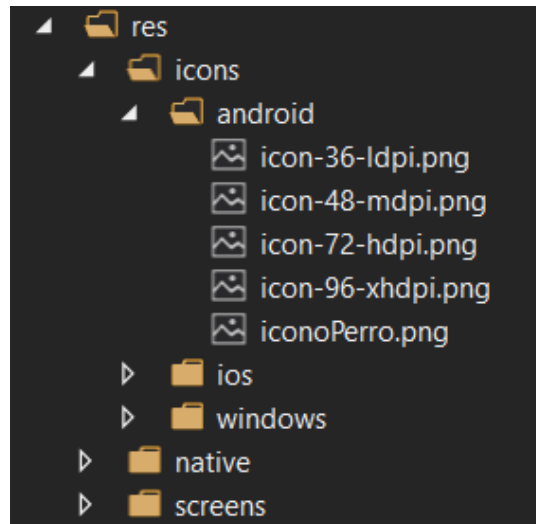 res
icons
android
icon-36-ldpi.png
icon-48-mdpi.png
icon-72-hdpi.png
icon-96-xhdpi.png
iconoPerro.png
ios
windows
native
screens